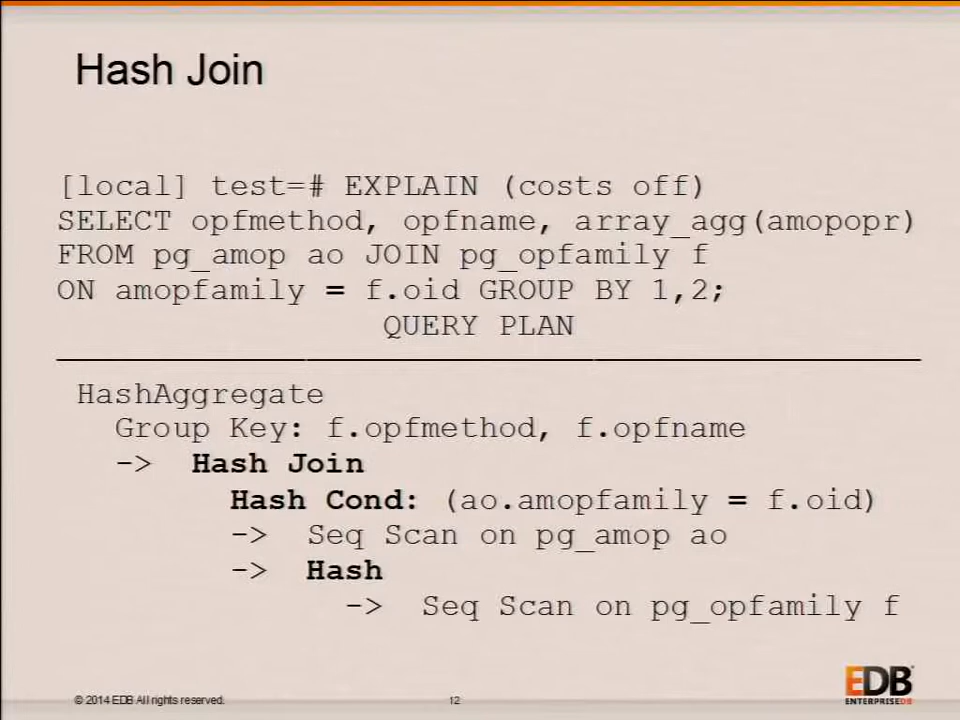 Hash Join
[local] test=# EXPLAIN (costs off)
SELECT opfmethod, opfname, array_agg(amopopr)
FROM pg_amop ao JOIN pg_opfamily f
ON amopfamily = f.oid GROUP BY 1,2;
QUERY PLAN
HashAggregate
Group Key: f.opfmethod, f.opfname
-> Hash Join
Hash Cond: (ao.amopfamily = f.oid)
-> Seq Scan on pg_amop ao
-> Hash
-> Seq Scan on pg_opfamily f
© 2014 EDB All rights reserved.
12
EDB
ENTERPRISEDB